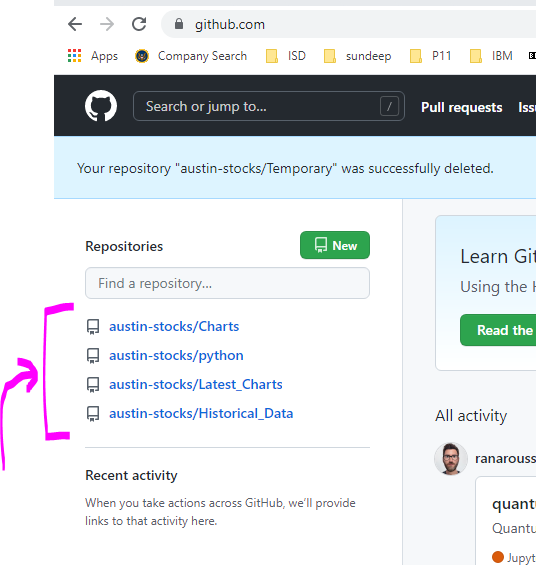 github.com
Apps Company Search ISD sundeep P11 IBM
Search or jump to... / Pull requests
Your repository "austin-stocks/Temporary" was successfully deleted.
Repositories New
Find a repository...
austin-stocks/Charts
austin-stocks/python
austin-stocks/Latest_Charts
austin-stocks/Historical_Data
Recent activity
When you take actions across GitHub, we'll provide
links to that activity here.
Learn Git
Using the H
Read the
All activity
ranarouss
quantu
Quantu
Jupyt